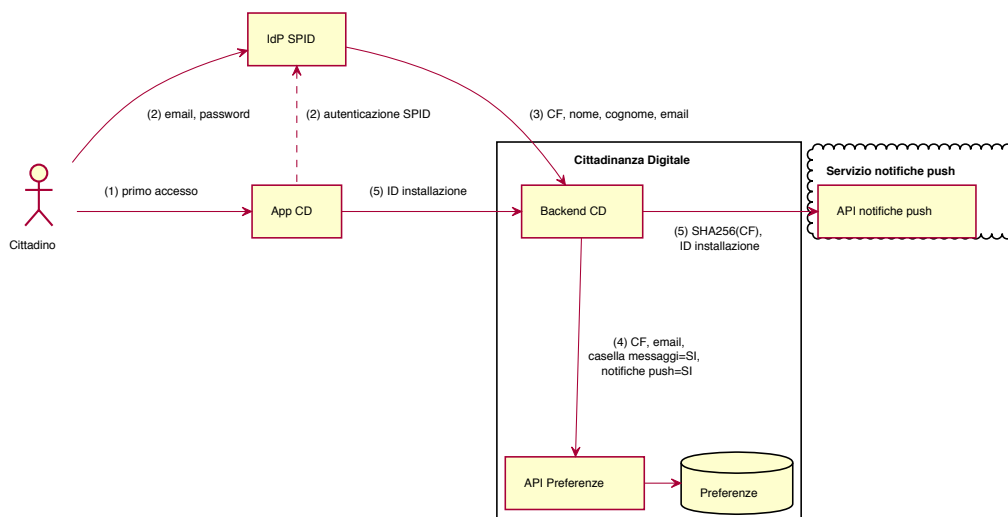 IdP SPID
(2) email, password
(2) autenticazione SPID
(3) CF, nome, cognome, email
Cittadinanza Digitale
Servizio notifiche push
(1) primo accesso
App CD
(5) ID installazione
Backend CD
API notifiche push
Cittadino
(5) SHA256(CF),
ID installazione
(4) CF, email,
casella messaggi=SI,
notifiche push=SI
API Preferenze
Preferenze